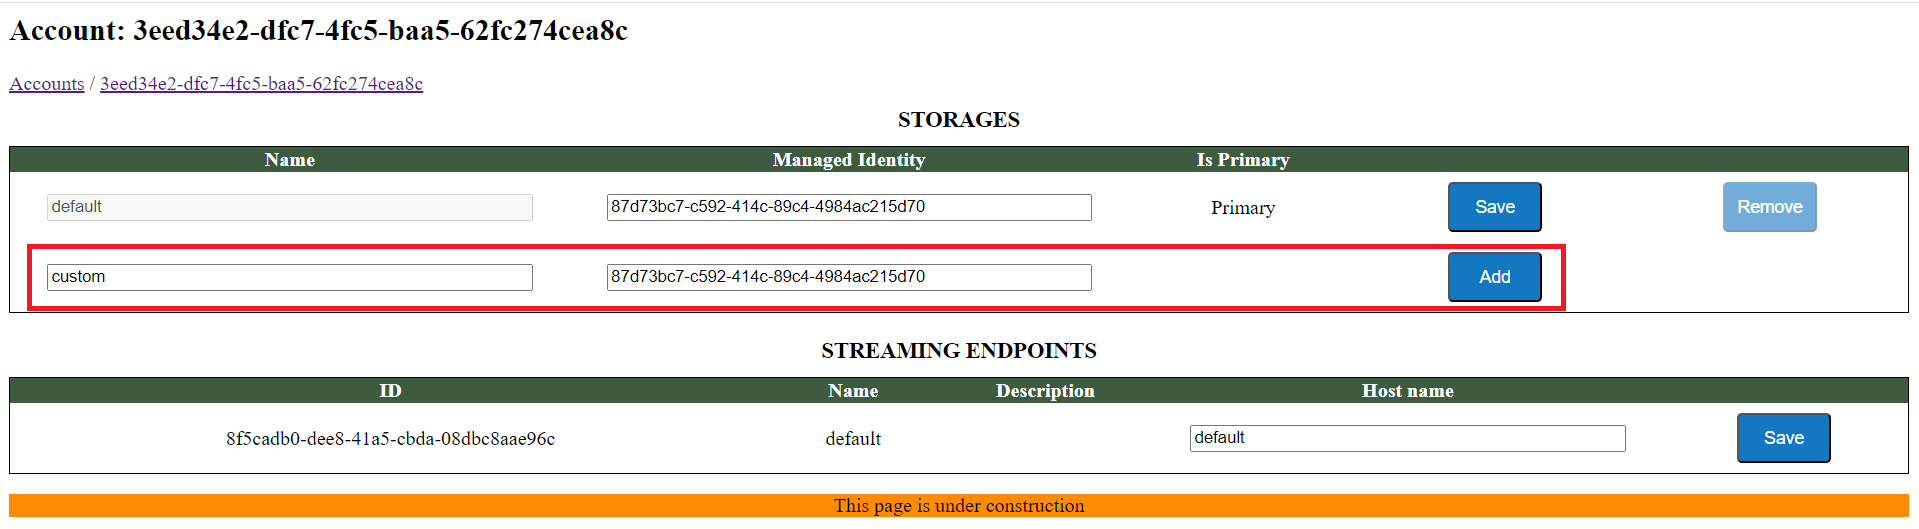 Account: 3eed34e2-dfc7-4fc5-baa5-62fc274cea8c
Accounts / 3eed34e2-dfc7-4fc5-baa5-62fc274cea8c
STORAGES
Name Managed Identity Is Primary
default 87d73bc7-c592-414c-89c4-4984ac215d70 Primary Save Remove
custom 87d73bc7-c592-414c-89c4-4984ac215d70 Add
STREAMING ENDPOINTS
ID Name Description Host name
8f5cadb0-dee8-41a5-cbda-08dbc8aae96c default default Save
This page is under construction